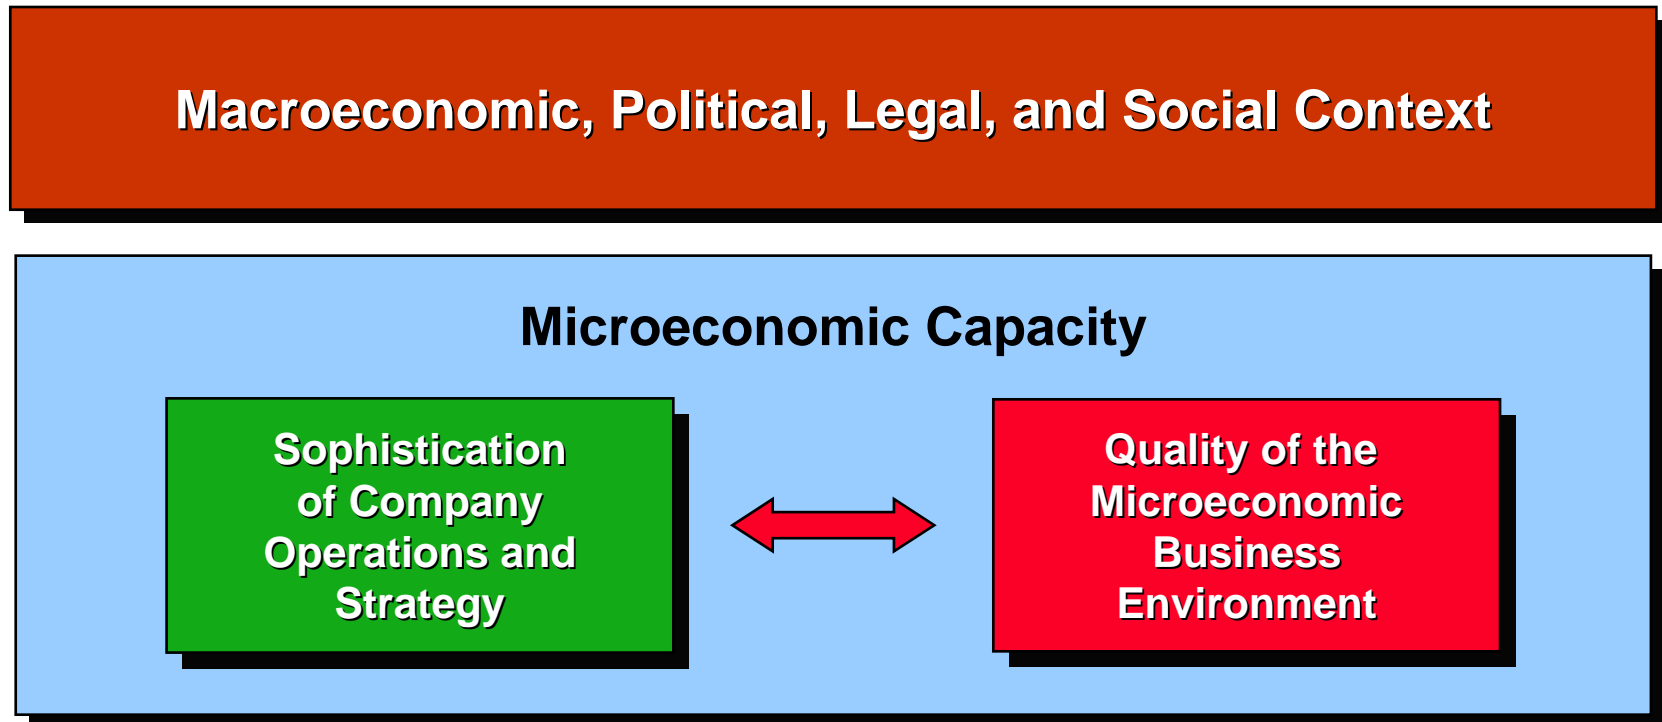 Macroeconomic, Political, Legal, and Social Context
Microeconomic Capacity
Sophistication
of Company
Operations and
Strategy
Quality of the
Microeconomic
Business
Environment